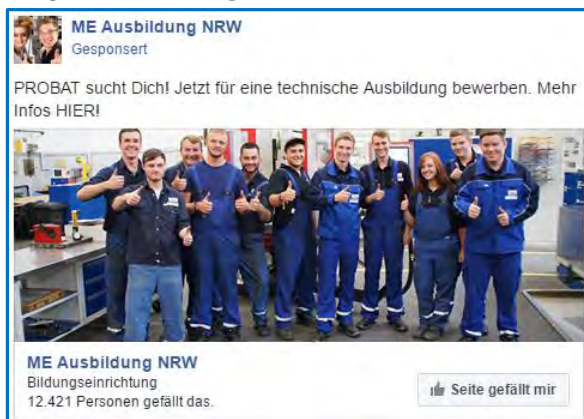 ME Ausbildung NRW
Gesponsert
PROBAT sucht Dich! Jetzt für eine technische Ausbildung bewerben. Mehr
Infos HIER!
ME Ausbildung NRW
Bildungseinrichtung
12.421 Personen gefällt das.
Seite gefällt mir